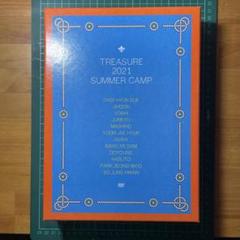 TREASURE
2021
SUMMER CAMP
CHOI HYUN SUK
JIHOON
YOSHI
JUNKYU
MASHIHO
YOON JAE HYUK
ASAHI
BANG YE DAM
DOYOUNG
HARUTO
PARK JEONG WOO
SO JUNG HWAN
DVD